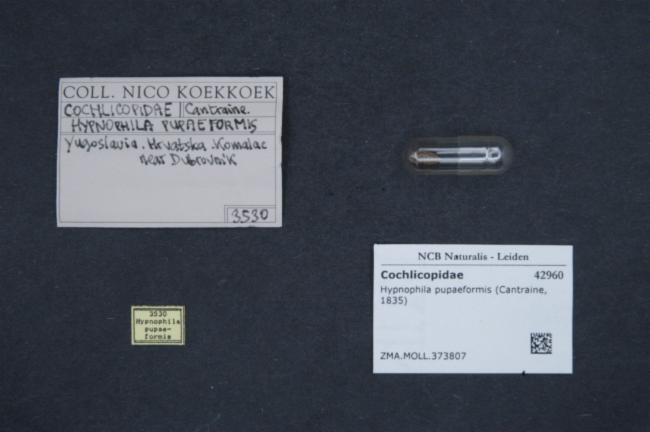 COLL. NICO KOEKKOEK
COCHLICOPIDAE || Cantraine.
HYPNOPHILA PUPAEFORMIS
Yugoslavia. Hrvatska. Komalac
near Dubrovnik
3530
NCB Naturalis - Leiden
Cochlicopidae 42960
Hypnophila pupaeformis (Cantraine,
1835)
ZMA.MOLL.373807
3530
Hypnophila
pupae-
formis